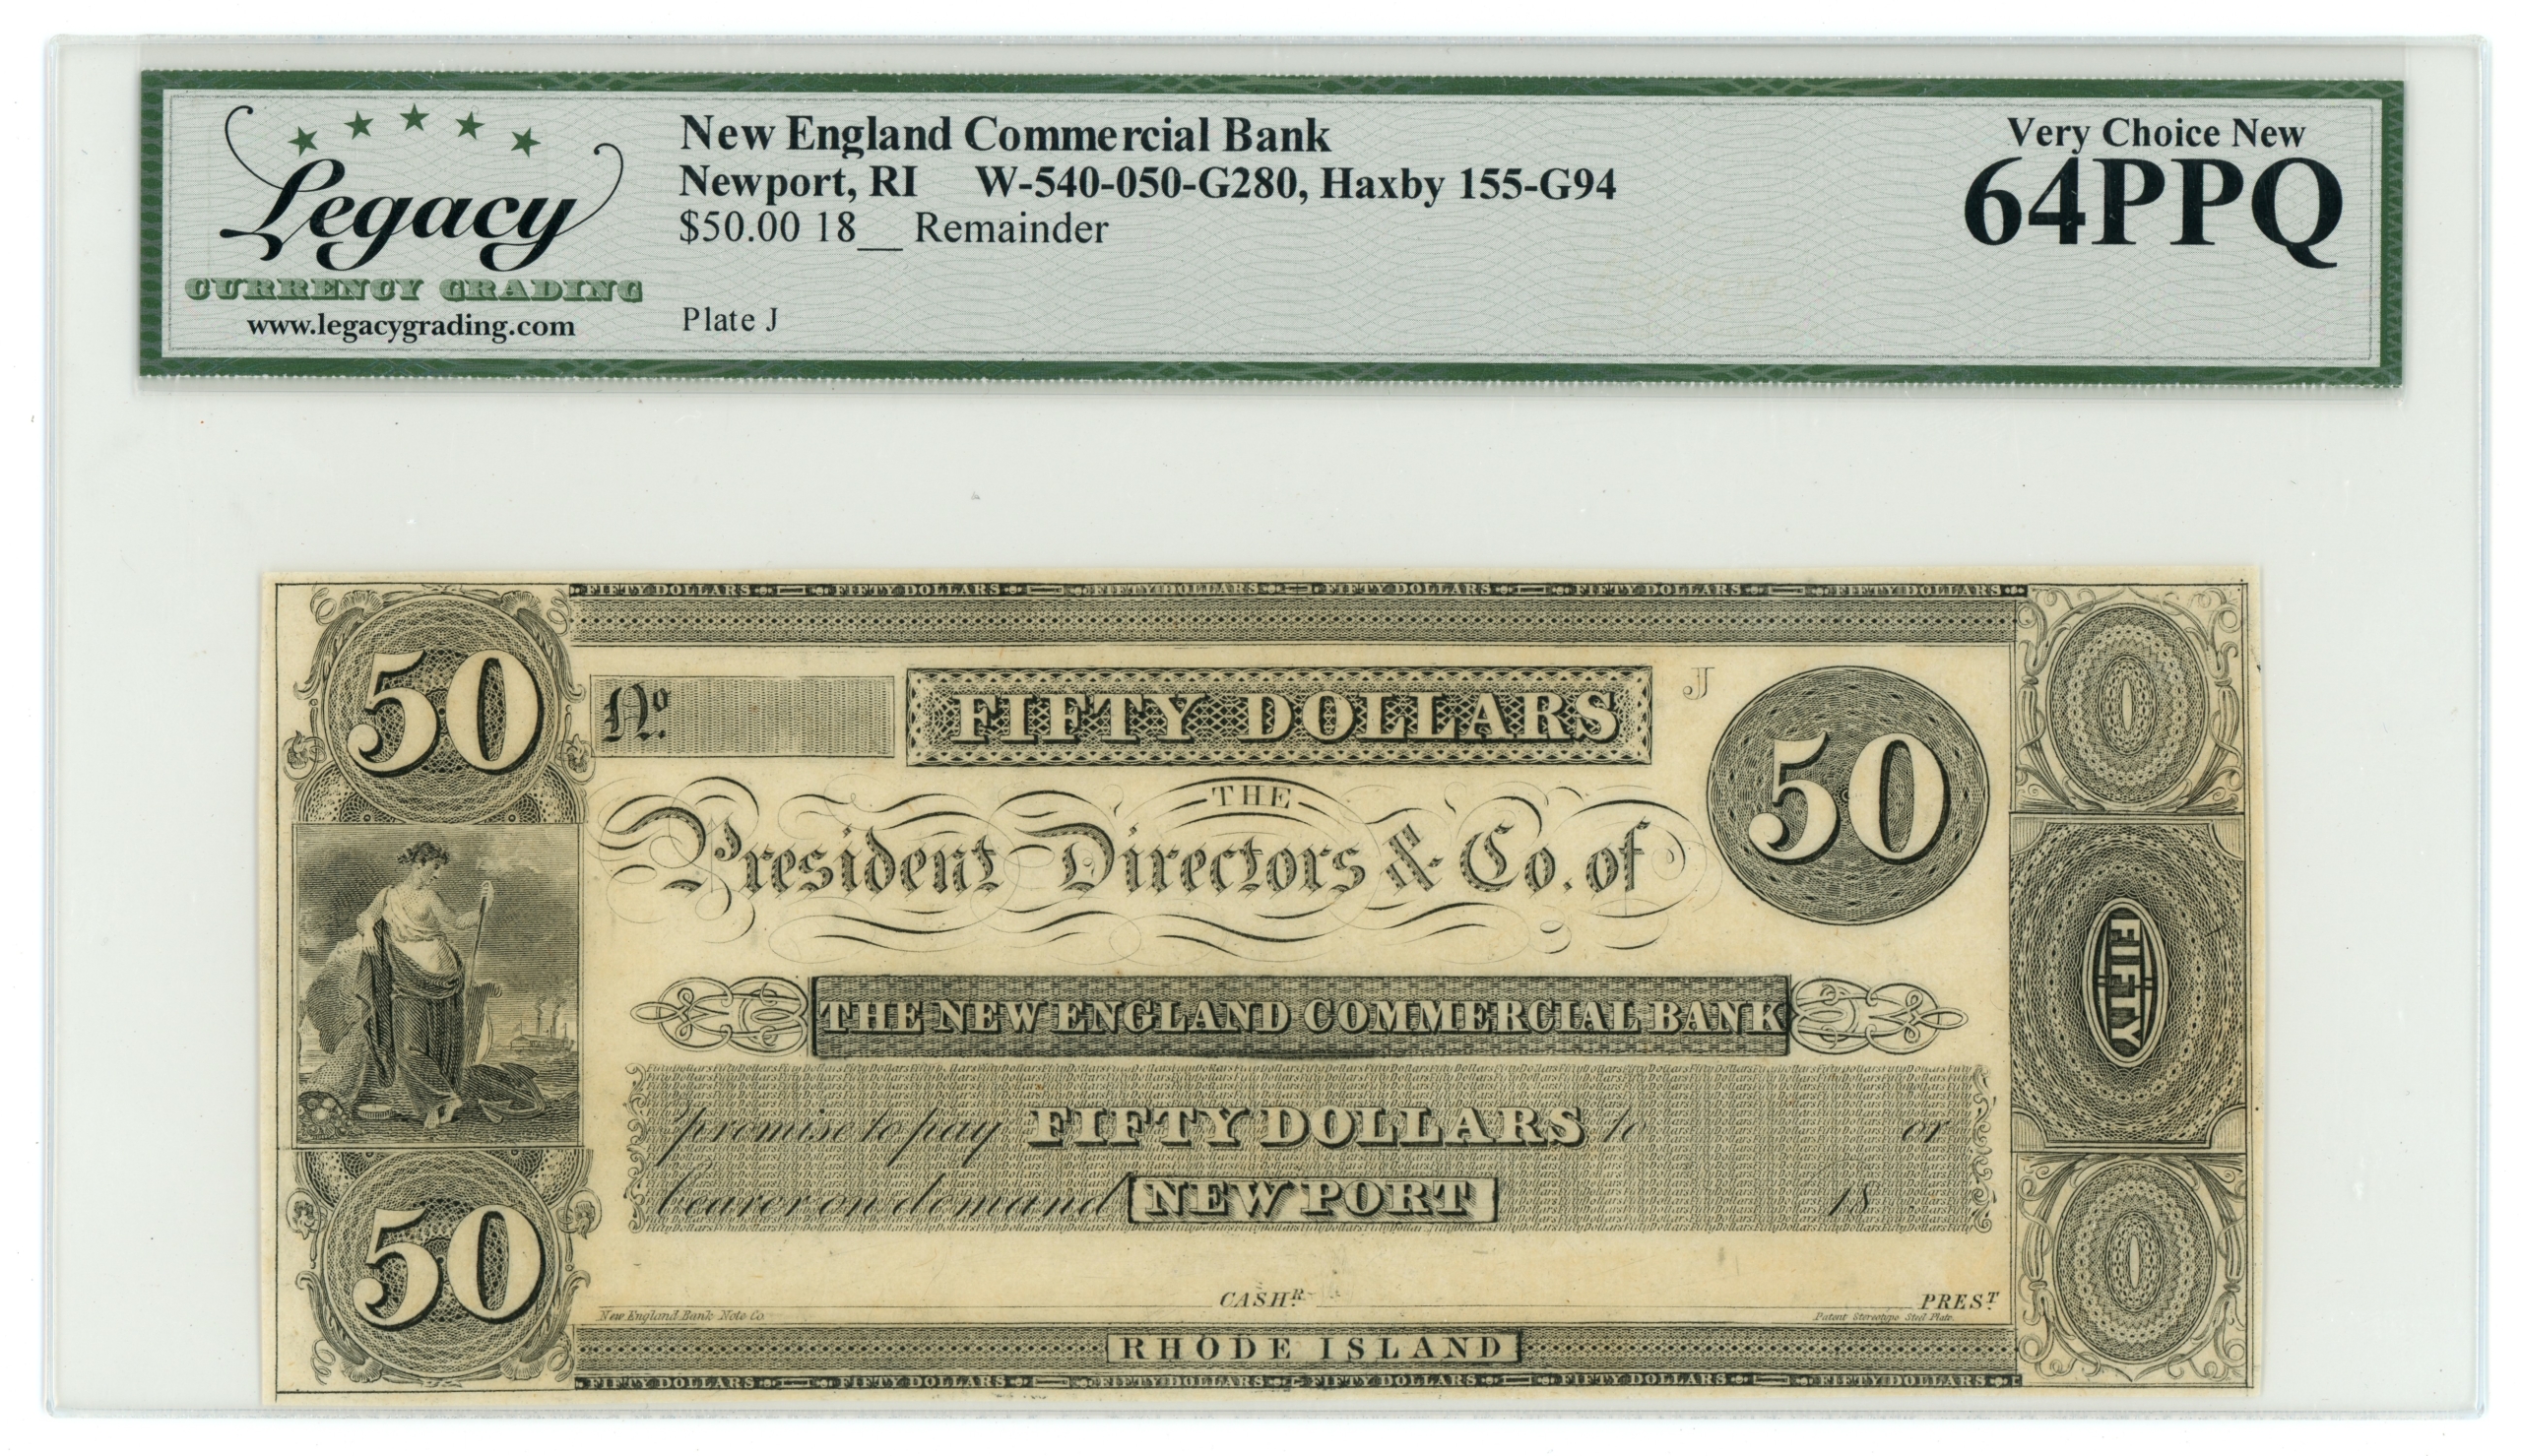 Legacy
CURRENCY GRADING
www.legacygrading.com
New England Commercial Bank
Newport, RI W-540-050-G280, Haxby 155-G94
$50.00 18__ Remainder
Plate J
Very Choice New
64PPQ
FIFTY DOLLARS FIFTY DOLLARS FIFTY DOLLARS FIFTY DOLLARS FIFTY DOLLARS FIFTY DOLLARS
50
No.
FIFTY DOLLARS
J
50
0
THE
President Directors & Co. of
THE NEW ENGLAND COMMERCIAL BANK
FIFTY
promise to pay FIFTY DOLLARS to or
bearer on demand NEWPORT 18
50
0
CASHR. PREST.
New England Bank Note Co. Patent Stereotype Steel Plate.
RHODE ISLAND
FIFTY DOLLARS FIFTY DOLLARS FIFTY DOLLARS FIFTY DOLLARS FIFTY DOLLARS FIFTY DOLLARS